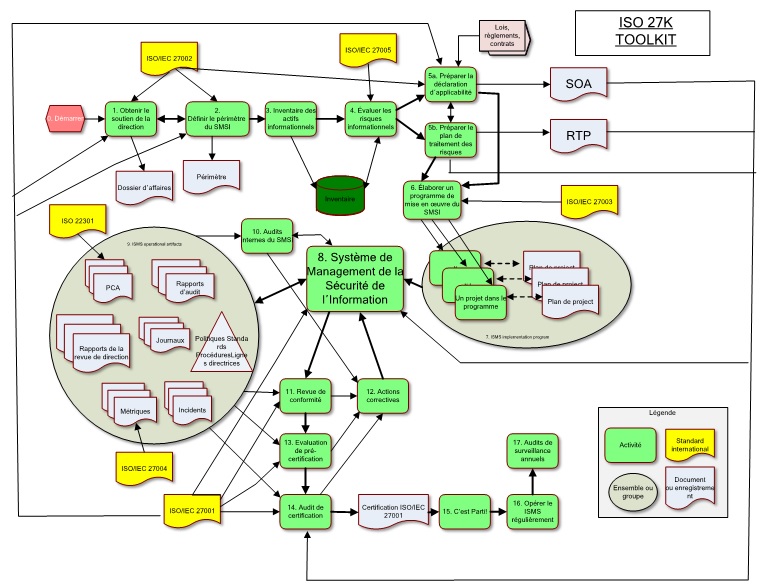 ISO 27K
TOOLKIT
Lois,
règlements,
contrats
ISO/IEC 27002
ISO/IEC 27005
5a. Préparer la
déclaration
d'applicabilité
SOA
0. Démarrer
1. Obtenir le
soutien de la
direction
2.
Définir le périmètre
du SMSI
3. Inventaire des
actifs
informationnels
4. Évaluer les
risques
informationnels
5b. Préparer le
plan de
traitement des
risques
RTP
Dossier d'affaires
Périmètre
Inventaire
6. Élaborer un
programme de
mise en œuvre du
SMSI
ISO/IEC 27003
ISO 22301
9. ISMS operational artifacts
10. Audits
internes du SMSI
8. Système de
Management de la
Sécurité de
l'Information
PCA
Rapports
d'audit
Plan de project
Plan de project
Un projet dans le
programme
Plan de project
7. ISMS implementation program
Rapports de la
revue de direction
Journaux
Politiques Standa
rds
ProcéduresLigne
s directrices
Métriques
Incidents
11. Revue de
conformité
12. Actions
correctives
ISO/IEC 27004
13. Evaluation
de pré-
certification
17. Audits de
surveillance
annuels
ISO/IEC 27001
14. Audit de
certification
Certification ISO/IEC
27001
15. C'est Parti!
16. Opérer le
ISMS
régulièrement
Légende
Activité
Standard
international
Ensemble ou
groupe
Document
ou enregistreme
nt